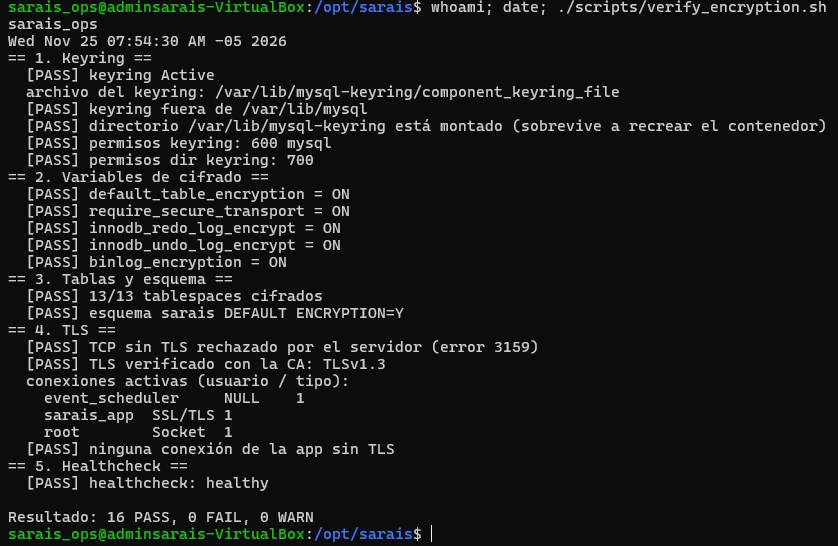 sarais_ops@adminsarais-VirtualBox:/opt/sarais$ whoami; date; ./scripts/verify_encryption.sh
sarais_ops
Wed Nov 25 07:54:30 AM -05 2026
== 1. Keyring ==
  [PASS] keyring Active
  archivo del keyring: /var/lib/mysql-keyring/component_keyring_file
  [PASS] keyring fuera de /var/lib/mysql
  [PASS] directorio /var/lib/mysql-keyring está montado (sobrevive a recrear el contenedor)
  [PASS] permisos keyring: 600 mysql
  [PASS] permisos dir keyring: 700
== 2. Variables de cifrado ==
  [PASS] default_table_encryption = ON
  [PASS] require_secure_transport = ON
  [PASS] innodb_redo_log_encrypt = ON
  [PASS] innodb_undo_log_encrypt = ON
  [PASS] binlog_encryption = ON
== 3. Tablas y esquema ==
  [PASS] 13/13 tablespaces cifrados
  [PASS] esquema sarais DEFAULT ENCRYPTION=Y
== 4. TLS ==
  [PASS] TCP sin TLS rechazado por el servidor (error 3159)
  [PASS] TLS verificado con la CA: TLSv1.3
  conexiones activas (usuario / tipo):
    event_scheduler     NULL    1
    sarais_app  SSL/TLS 1
    root        Socket  1
  [PASS] ninguna conexión de la app sin TLS
== 5. Healthcheck ==
  [PASS] healthcheck: healthy

Resultado: 16 PASS, 0 FAIL, 0 WARN
sarais_ops@adminsarais-VirtualBox:/opt/sarais$